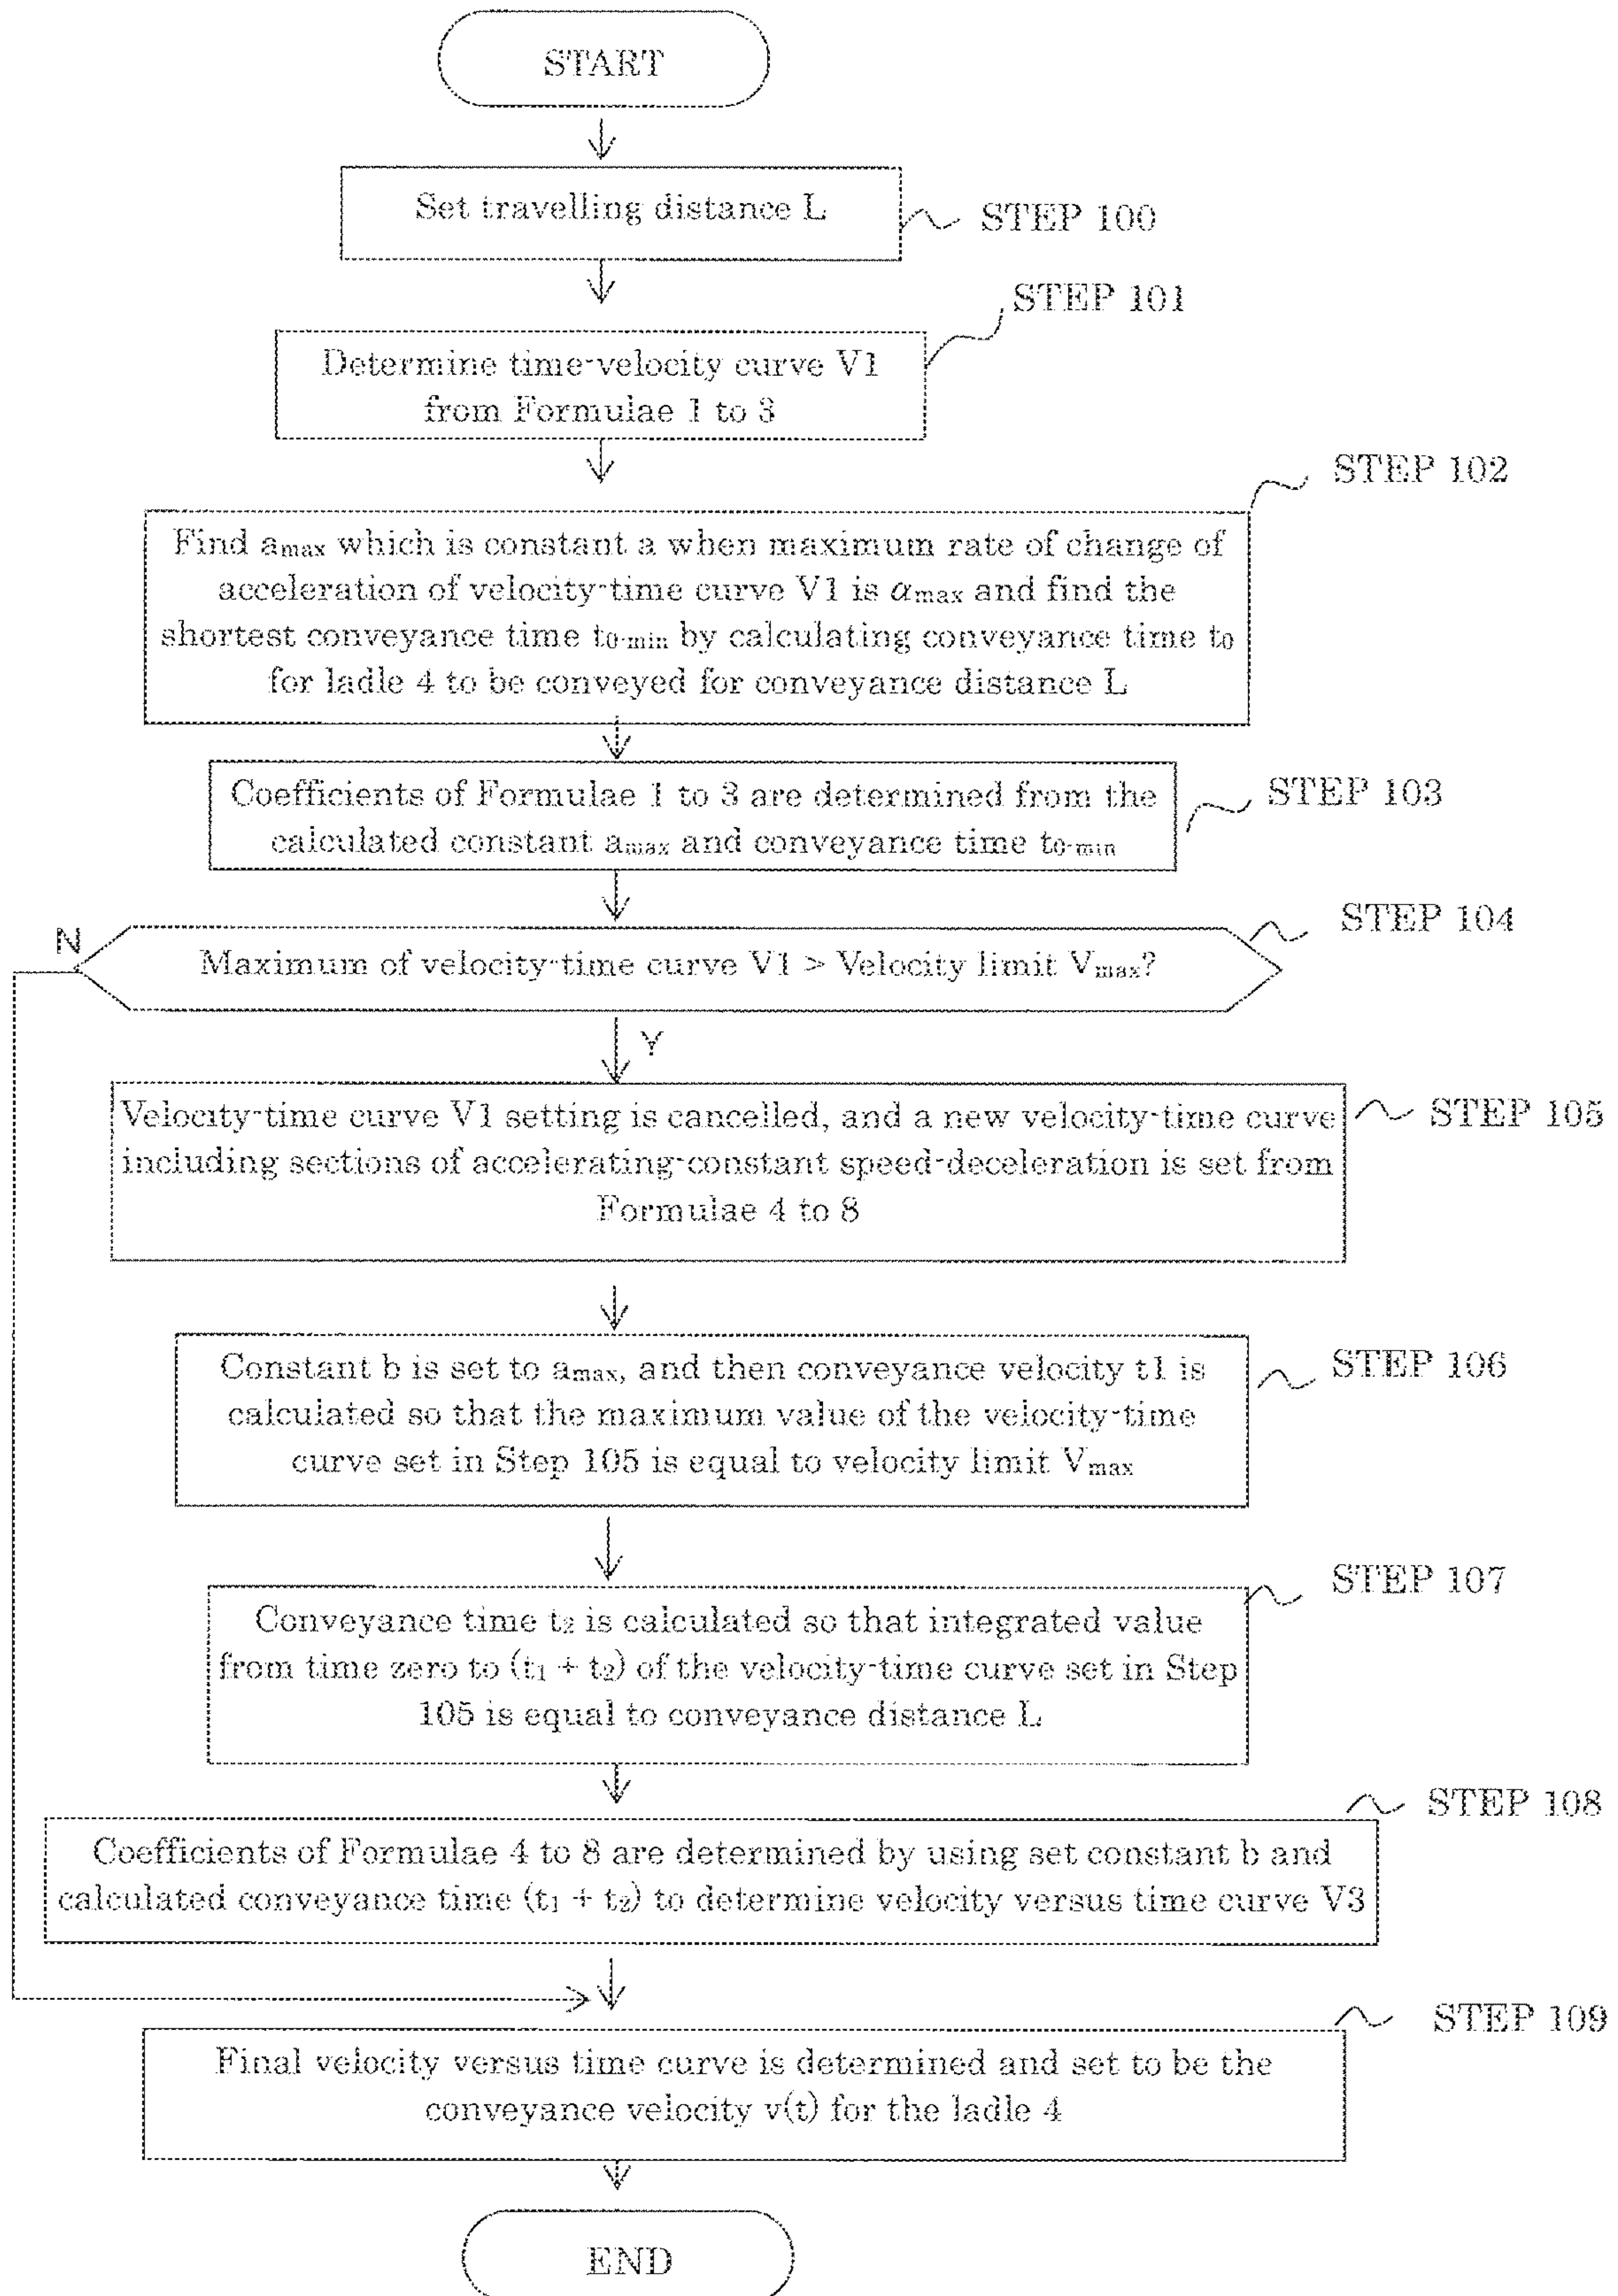 START
Set travelling distance L
STEP 100
STEP 101
Determine time-velocity curve V1
from Formulae 1 to 3
STEP 102
Find amax which is constant a when maximum rate of change of
acceleration of velocity-time curve V1 is αmax and find the
shortest conveyance time t0-min by calculating conveyance time t0
for ladle 4 to be conveyed for conveyance distance L
Coefficients of Formulae 1 to 3 are determined from the
calculated constant amax and conveyance time t0-min
STEP 103
STEP 104
N
Maximum of velocity-time curve V1 > Velocity limit Vmax?
Y
Velocity-time curve V1 setting is cancelled, and a new velocity-time curve
including sections of accelerating-constant speed-deceleration is set from
Formulae 4 to 8
STEP 105
Constant b is set to amax, and then conveyance velocity t1 is
calculated so that the maximum value of the velocity-time
curve set in Step 105 is equal to velocity limit Vmax
STEP 106
STEP 107
Conveyance time t2 is calculated so that integrated value
from time zero to (t1 + t2) of the velocity-time curve set in Step
105 is equal to conveyance distance L
STEP 108
Coefficients of Formulae 4 to 8 are determined by using set constant b and
calculated conveyance time (t1 + t2) to determine velocity versus time curve V3
STEP 109
Final velocity versus time curve is determined and set to be the
conveyance velocity v(t) for the ladle 4
END